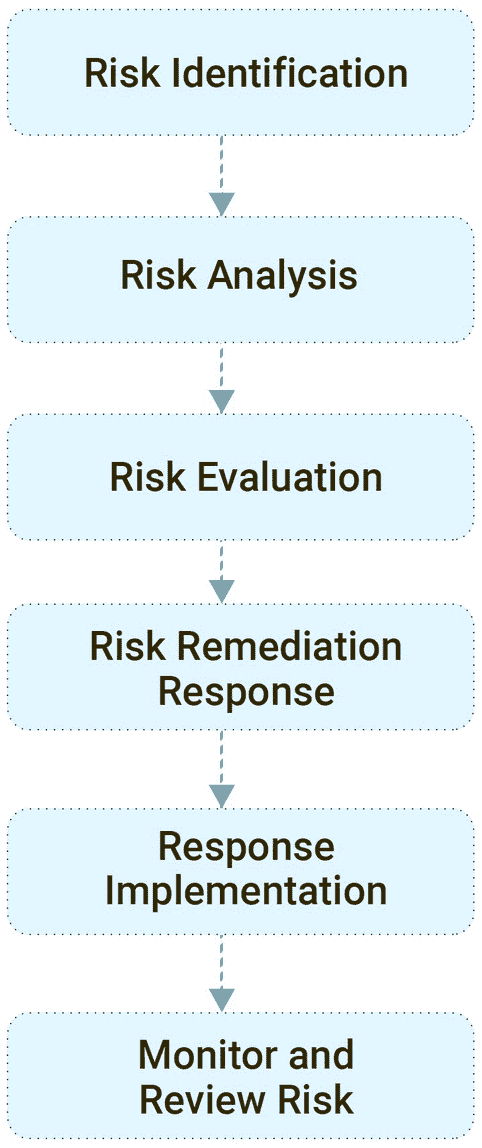 Risk Identification
Risk Analysis
Risk Evaluation
Risk Remediation
Response
Response
Implementation
Monitor and
Review Risk